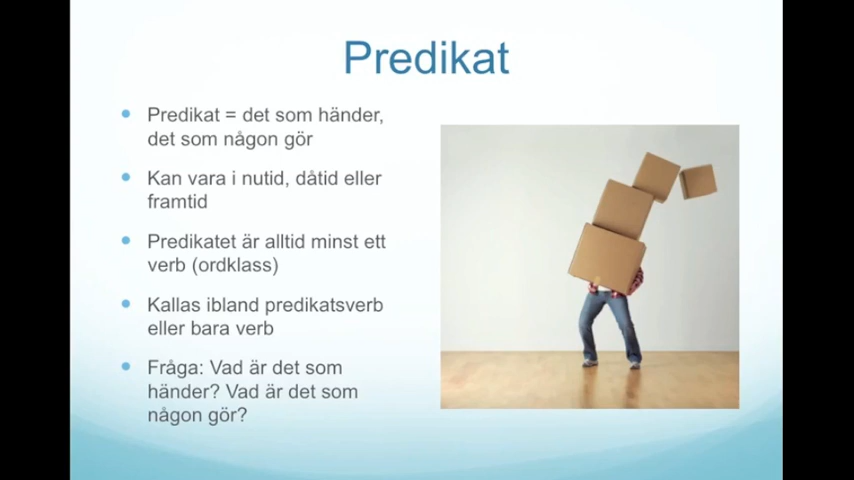 Predikat
Predikat = det som händer,
det som någon gör
Kan vara i nutid, dåtid eller
framtid
Predikatet är alltid minst ett
verb (ordklass)
Kallas ibland predikatsverb
eller bara verb
Fråga: Vad är det som
händer? Vad är det som
någon gör?